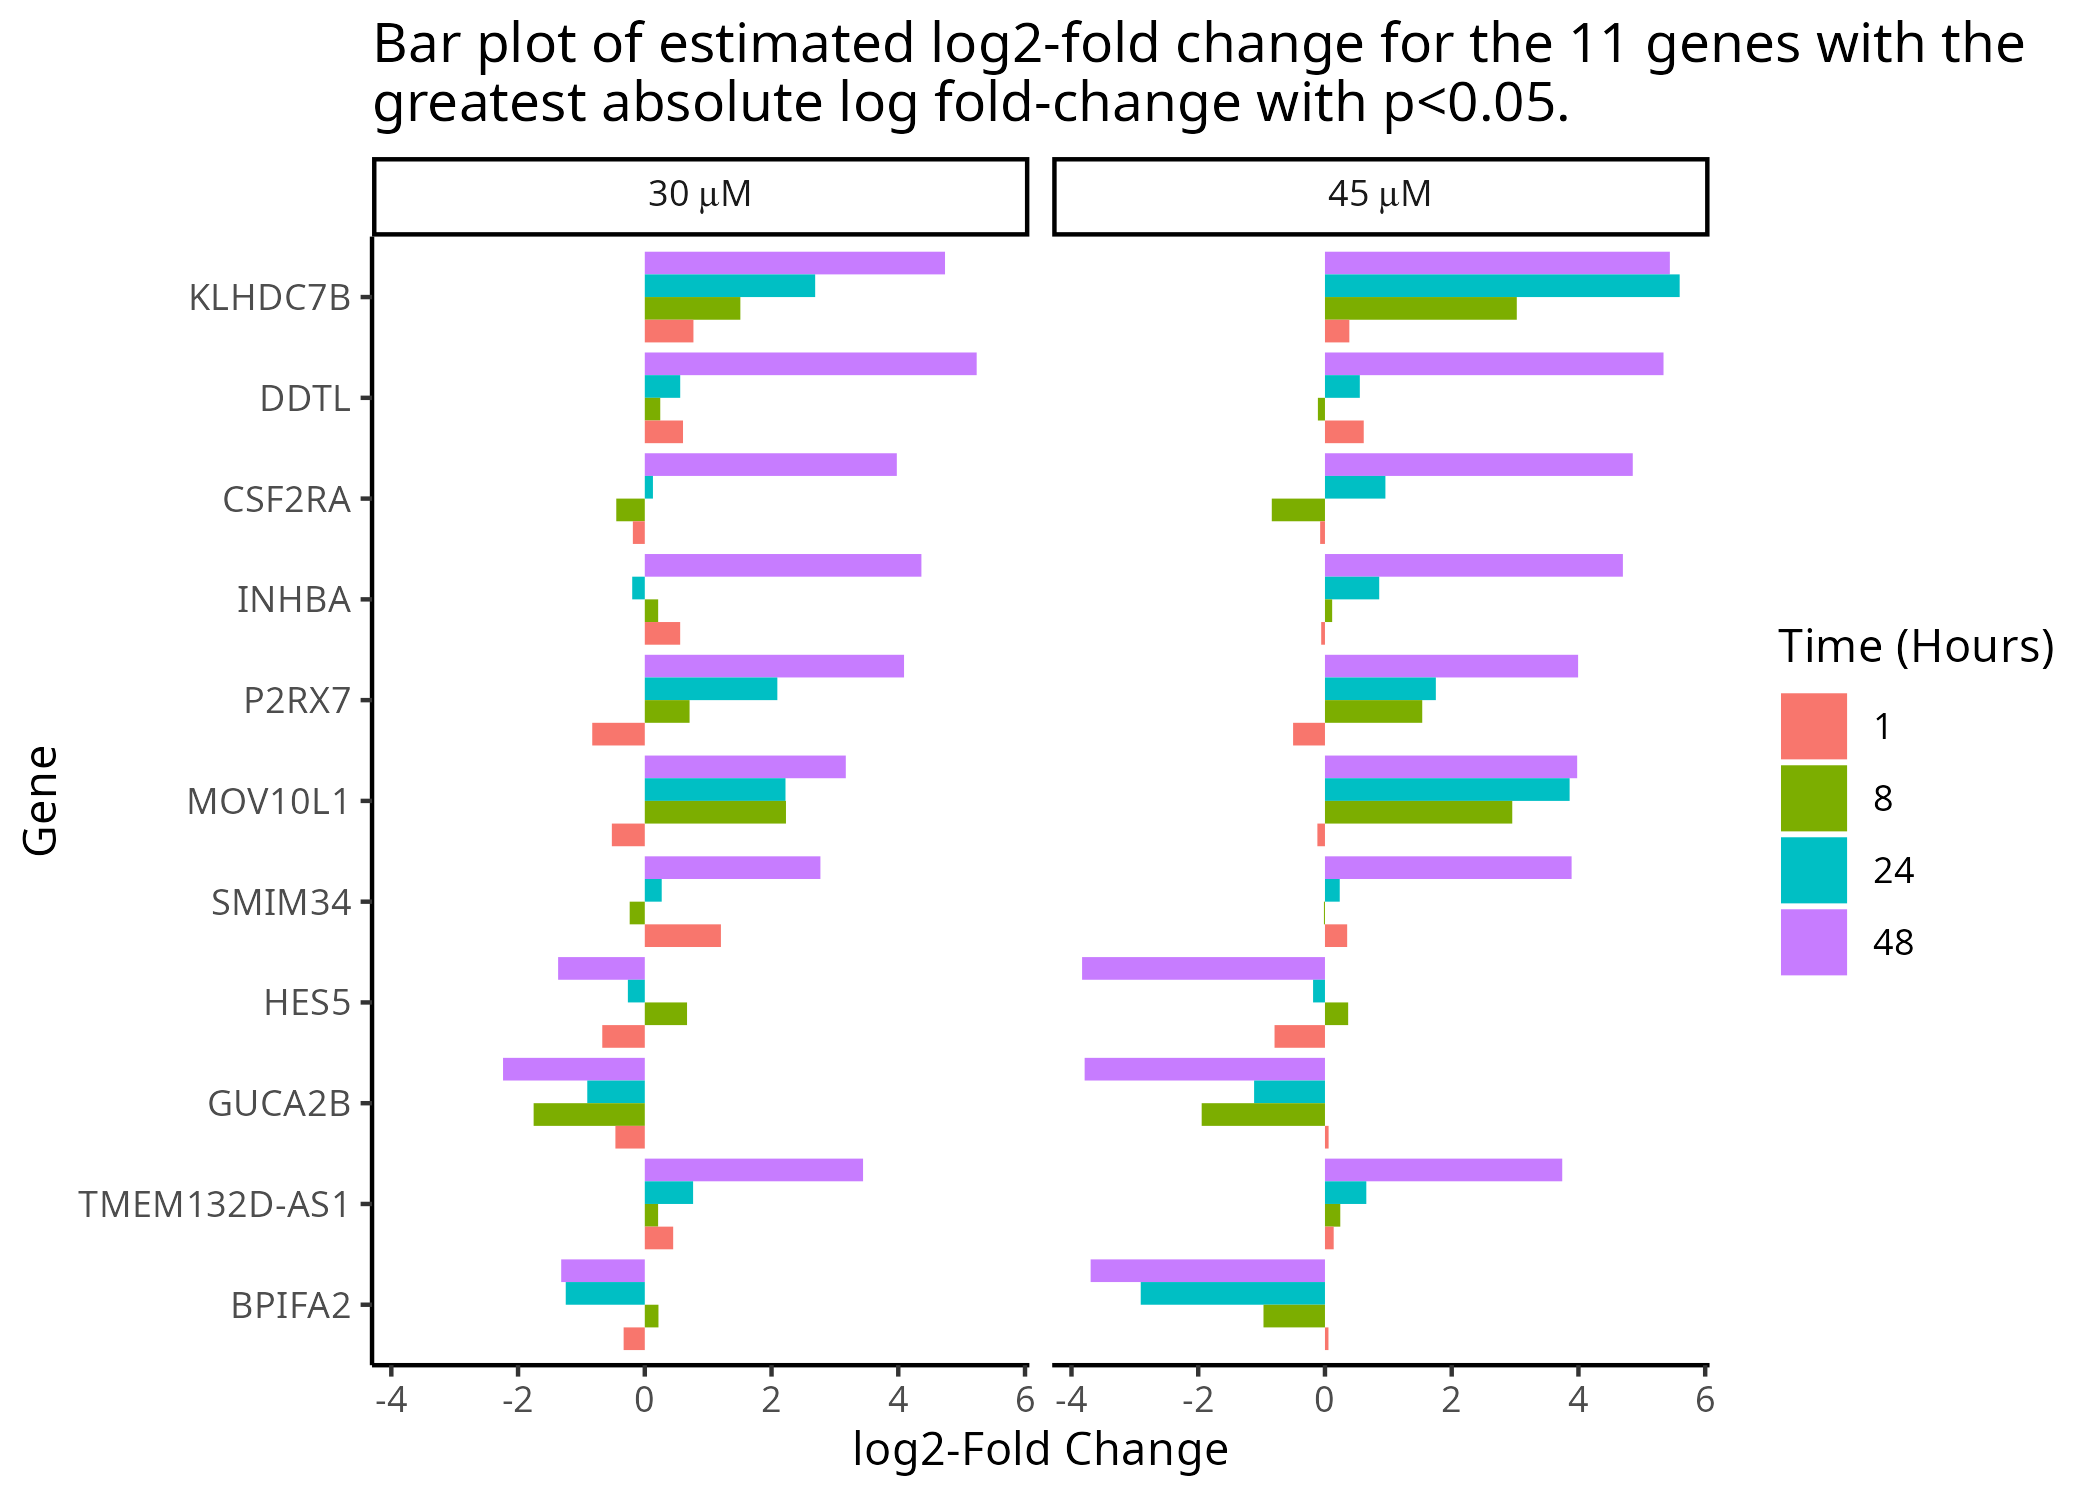 Bar plot of estimated log2-fold change for the 11 genes with the
greatest absolute log fold-change with p<0.05.
30 μM
45 μM
KLHDC7B
DDTL
CSF2RA
INHBA
P2RX7
MOV10L1
SMIM34
HES5
GUCA2B
TMEM132D-AS1
BPIFA2
Gene
-4 -2 0 2 4 6
-4 -2 0 2 4 6
log2-Fold Change
Time (Hours)
1
8
24
48